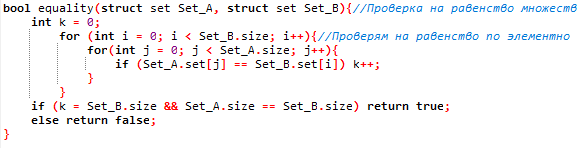 bool equality(struct set Set_A, struct set Set_B){//Проверка на равенство множеств
int k = 0;
for (int i = 0; i < Set_B.size; i++){//Проверям на равенство по элементно
for(int j = 0; j < Set_A.size; j++){
if (Set_A.set[j] == Set_B.set[i]) k++;
}
}
if (k = Set_B.size && Set_A.size == Set_B.size) return true;
else return false;
}